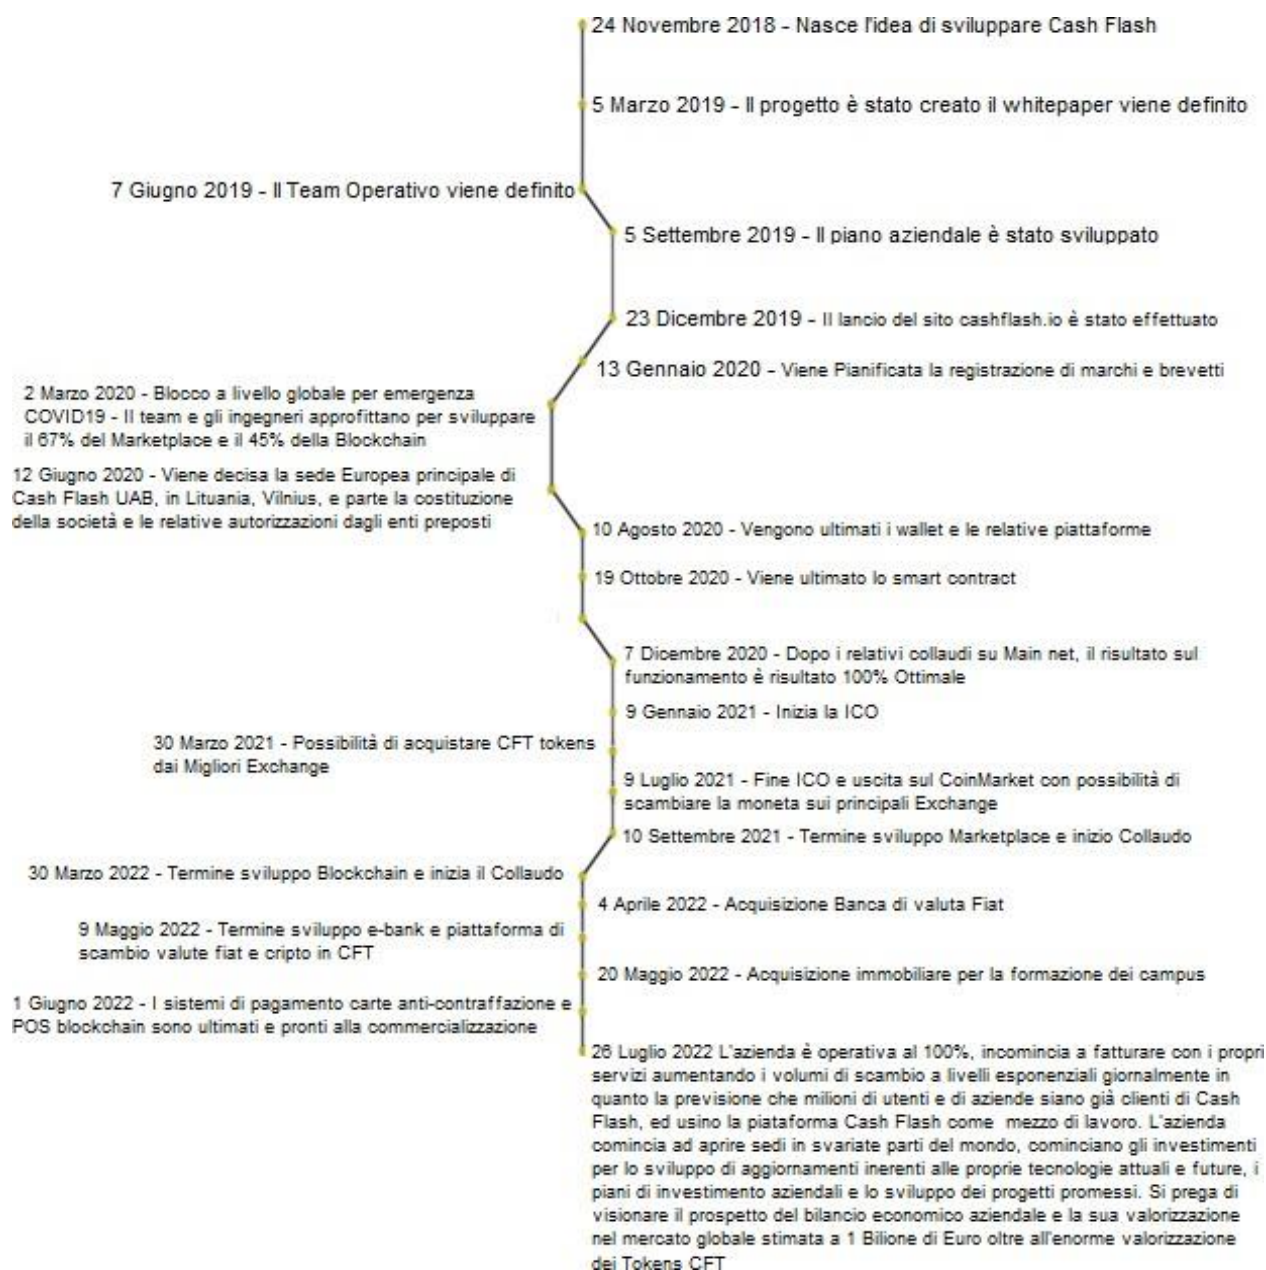 24 Novembre 2018 - Nasce l'idea di sviluppare Cash Flash
5 Marzo 2019 - Il progetto è stato creato il whitepaper viene definito
7 Giugno 2019 - Il Team Operativo viene definito
5 Settembre 2019 - Il piano aziendale è stato sviluppato
23 Dicembre 2019 - Il lancio del sito cashflash.io è stato effettuato
13 Gennaio 2020 - Viene Pianificata la registrazione di marchi e brevetti
2 Marzo 2020 - Blocco a livello globale per emergenza
COVID19 - Il team e gli ingegneri approfittano per sviluppare
il 67% del Marketplace e il 45% della Blockchain
12 Giugno 2020 - Viene decisa la sede Europea principale di
Cash Flash UAB, in Lituania, Vilnius, e parte la costituzione
della società e le relative autorizzazioni dagli enti preposti
10 Agosto 2020 - Vengono ultimati i wallet e le relative piattaforme
19 Ottobre 2020 - Viene ultimato lo smart contract
7 Dicembre 2020 - Dopo i relativi collaudi su Main net, il risultato sul
funzionamento è risultato 100% Ottimale
9 Gennaio 2021 - Inizia la ICO
30 Marzo 2021 - Possibilità di acquistare CFT tokens
dai Migliori Exchange
9 Luglio 2021 - Fine ICO e uscita sul CoinMarket con possibilità di
scambiare la moneta sui principali Exchange
10 Settembre 2021 - Termine sviluppo Marketplace e inizio Collaudo
30 Marzo 2022 - Termine sviluppo Blockchain e inizia il Collaudo
4 Aprile 2022 - Acquisizione Banca di valuta Fiat
9 Maggio 2022 - Termine sviluppo e-bank e piattaforma di
scambio valute fiat e cripto in CFT
20 Maggio 2022 - Acquisizione immobiliare per la formazione dei campus
1 Giugno 2022 - I sistemi di pagamento carte anti-contraffazione e
POS blockchain sono ultimati e pronti alla commercializzazione
26 Luglio 2022 L'azienda è operativa al 100%, incomincia a fatturare con i propri
servizi aumentando i volumi di scambio a livelli esponenziali giornalmente in
quanto la previsione che milioni di utenti e di aziende siano già clienti di Cash
Flash, ed usino la piataforma Cash Flash come mezzo di lavoro. L'azienda
comincia ad aprire sedi in svariate parti del mondo, cominciano gli investimenti
per lo sviluppo di aggiornamenti inerenti alle proprie tecnologie attuali e future, i
piani di investimento aziendali e lo sviluppo dei progetti promessi. Si prega di
visionare il prospetto del bilancio economico aziendale e la sua valorizzazione
nel mercato globale stimata a 1 Bilione di Euro oltre all'enorme valorizzazione
dei Tokens CFT